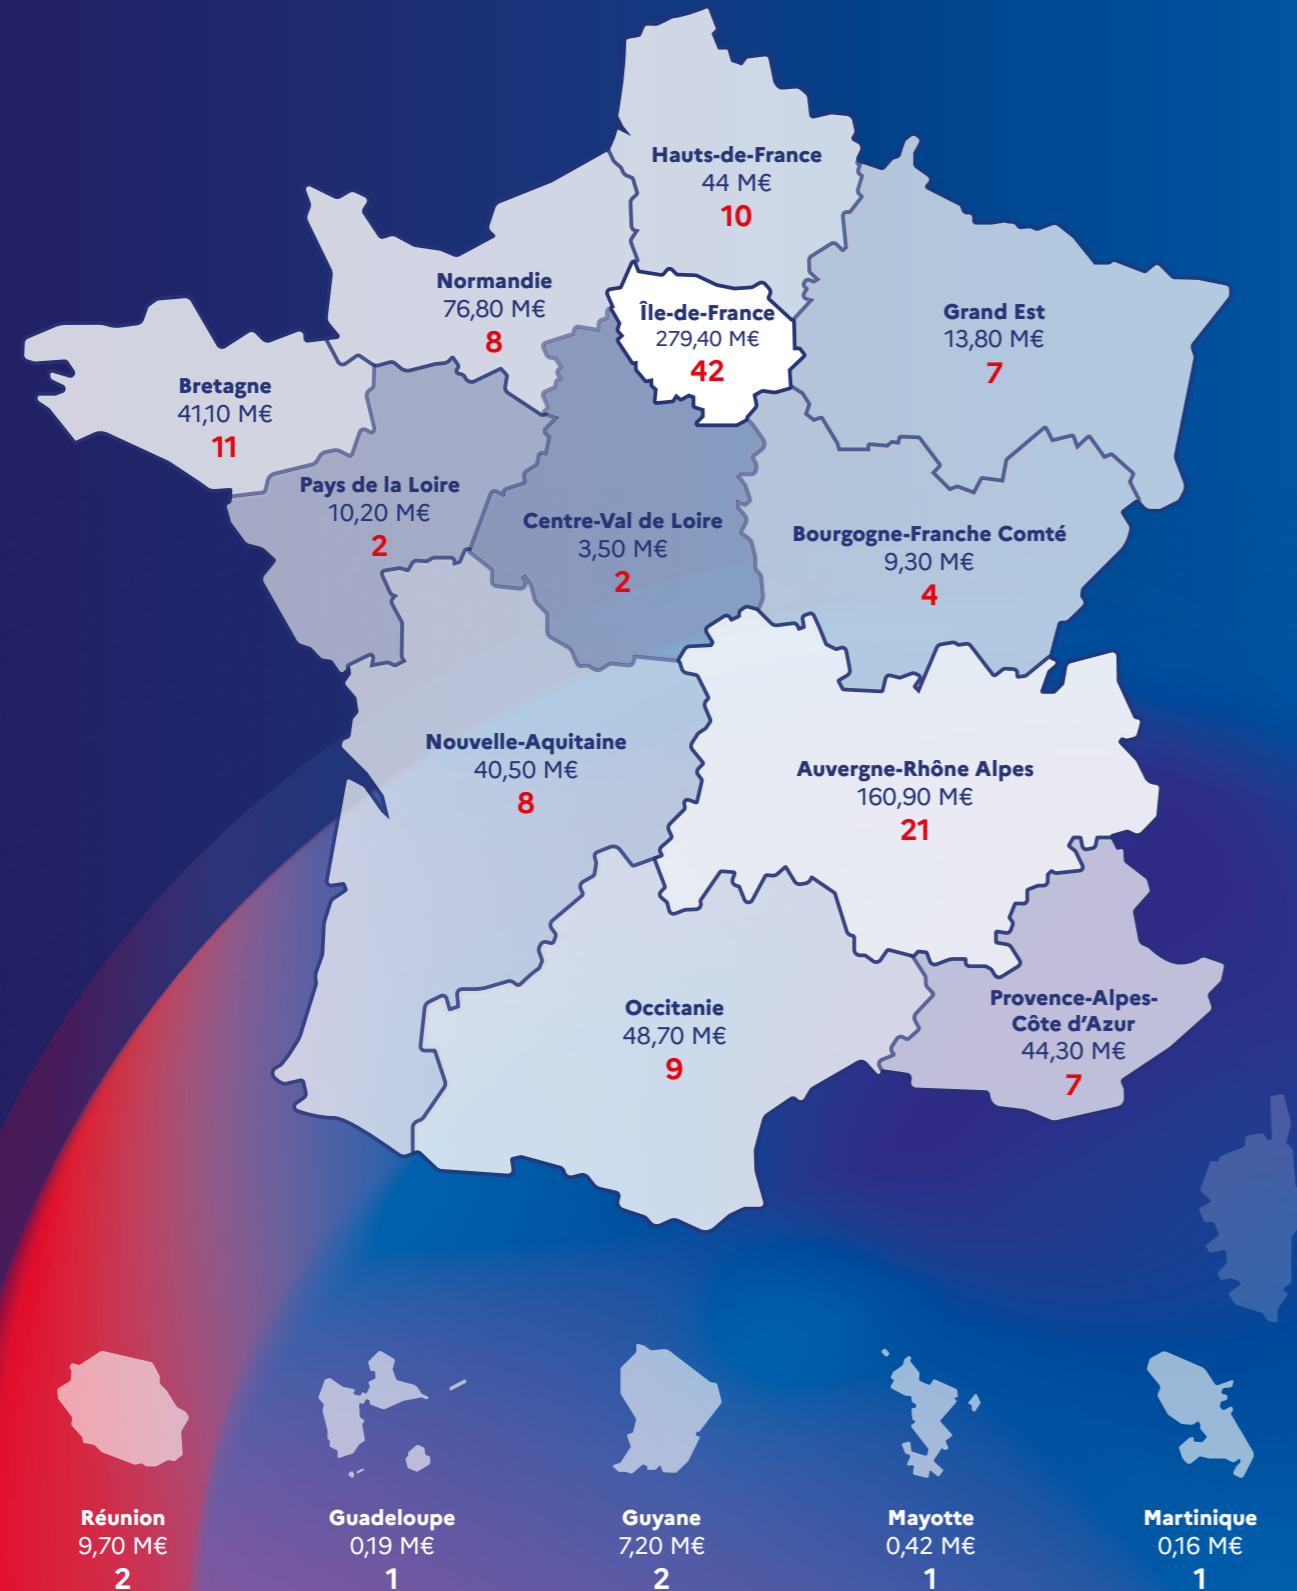 Hauts-de-France
44 M€
10
Normandie
76,80 M€
8
Île-de-France
279,40 M€
42
Grand Est
13,80 M€
7
Bretagne
41,10 M€
11
Pays de la Loire
10,20 M€
2
Centre-Val de Loire
3,50 M€
2
Bourgogne-Franche Comté
9,30 M€
4
Nouvelle-Aquitaine
40,50 M€
8
Auvergne-Rhône Alpes
160,90 M€
21
Occitanie
48,70 M€
9
Provence-Alpes-
Côte d’Azur
44,30 M€
7
Réunion
9,70 M€
2
Guadeloupe
0,19 M€
1
Guyane
7,20 M€
2
Mayotte
0,42 M€
1
Martinique
0,16 M€
1